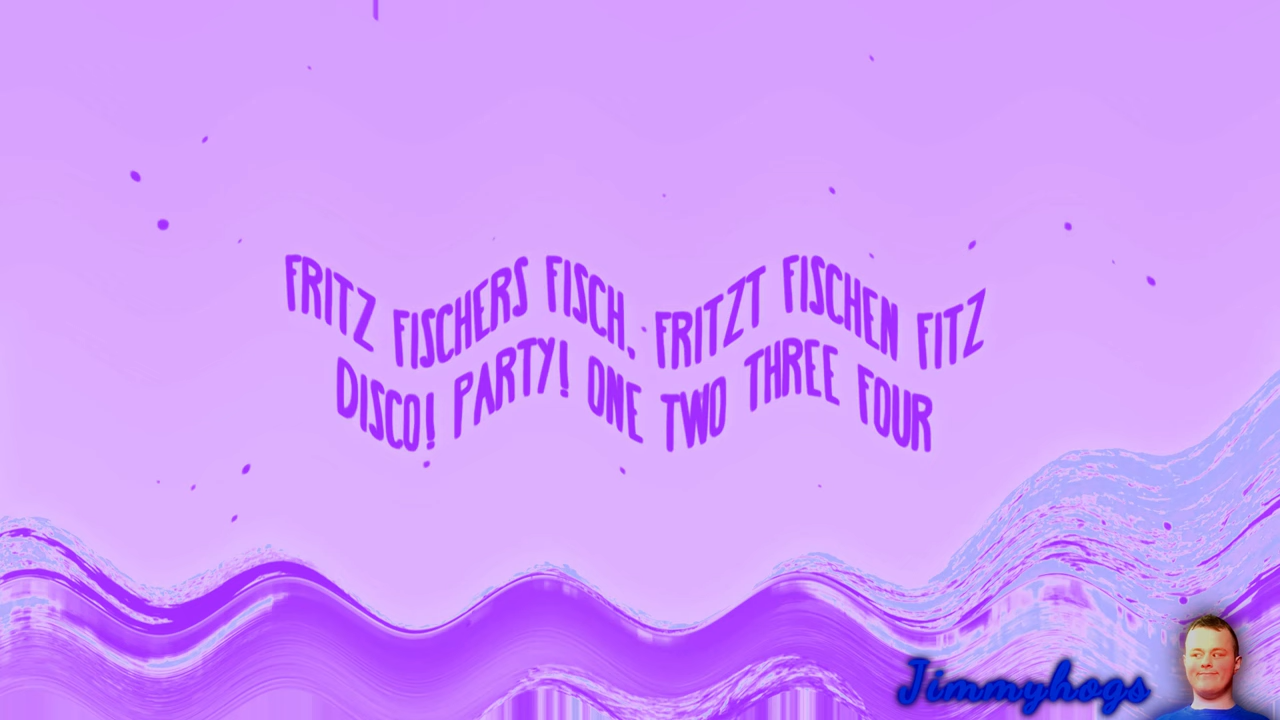 FRITZ FISCHERS FISCH, FRITZT FISCHEN FITZ
DISCO! PARTY! ONE TWO THREE FOUR
Jimmyhogs